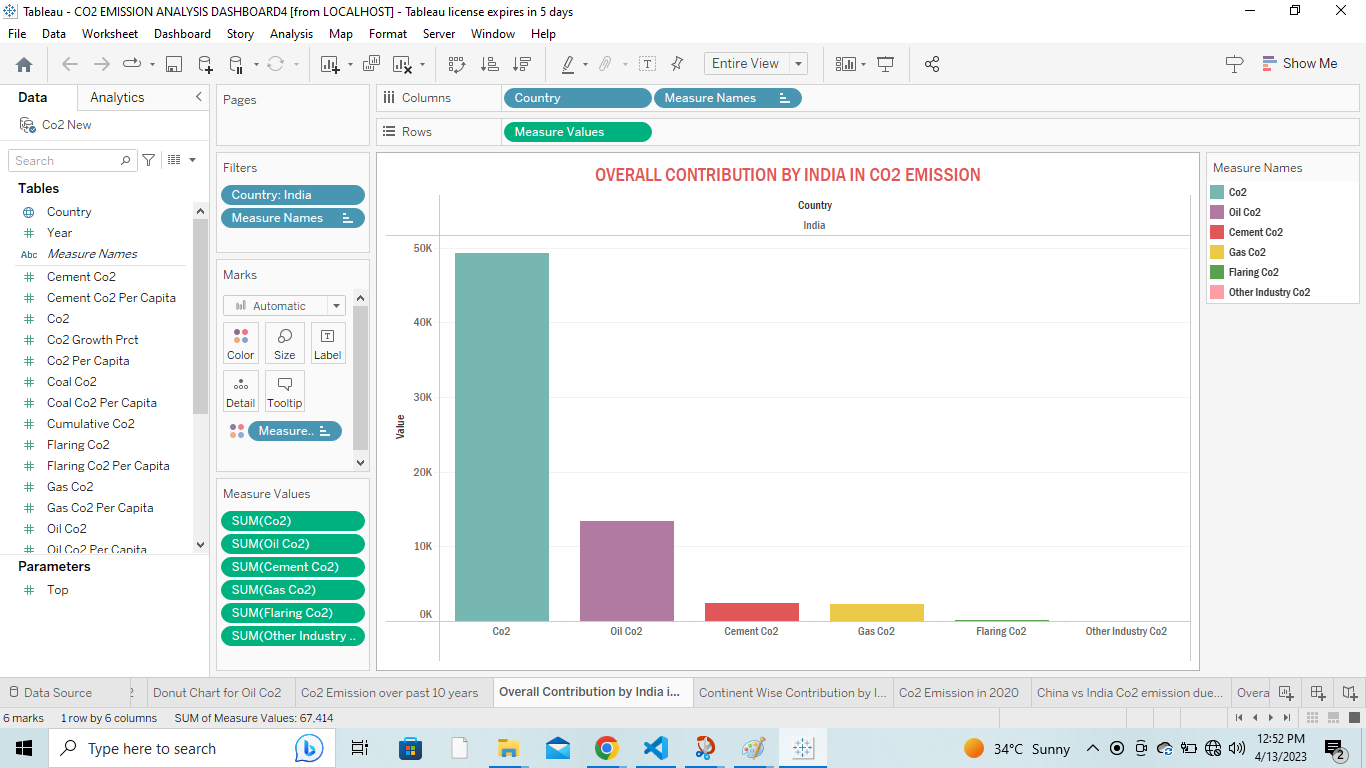 Tableau - CO2 EMISSION ANALYSIS DASHBOARD4 [from LOCALHOST] - Tableau license expires in 5 days
File Data Worksheet Dashboard Story Analysis Map Format Server Window Help
Entire View
Show Me
Data Analytics
Co2 New
Search
Tables
Country
Year
Abc Measure Names
Cement Co2
Cement Co2 Per Capita
Co2
Co2 Growth Prct
Co2 Per Capita
Coal Co2
Coal Co2 Per Capita
Cumulative Co2
Flaring Co2
Flaring Co2 Per Capita
Gas Co2
Gas Co2 Per Capita
Oil Co2
Oil Co2 Per Capita
Parameters
Top
Pages
Filters
Country: India
Measure Names
Marks
Automatic
Color Size Label
Detail Tooltip
Measure..
Measure Values
SUM(Co2)
SUM(Oil Co2)
SUM(Cement Co2)
SUM(Gas Co2)
SUM(Flaring Co2)
SUM(Other Industry ..
Columns Country Measure Names
Rows Measure Values
OVERALL CONTRIBUTION BY INDIA IN CO2 EMISSION
Country
India
50K
40K
30K
20K
10K
0K
Value
Co2 Oil Co2 Cement Co2 Gas Co2 Flaring Co2 Other Industry Co2
Measure Names
Co2
Oil Co2
Cement Co2
Gas Co2
Flaring Co2
Other Industry Co2
Data Source 2 Donut Chart for Oil Co2 Co2 Emission over past 10 years Overall Contribution by India i... Continent Wise Contribution by I... Co2 Emission in 2020 China vs India Co2 emission due... Overa
6 marks 1 row by 6 columns SUM of Measure Values: 67.414
Type here to search
34°C Sunny
12:52 PM
4/13/2023
2